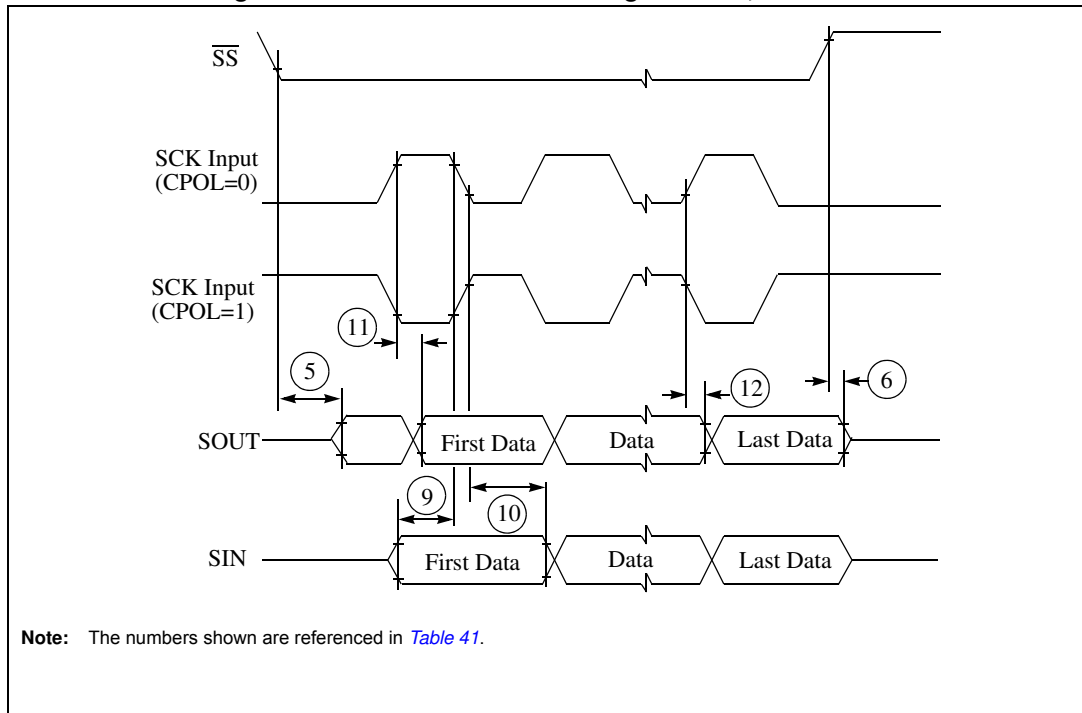 SS
SCK Input
(CPOL=0)
SCK Input
(CPOL=1)
11
5
12
6
SOUT
First Data
Data
Last Data
9
10
SIN
First Data
Data
Last Data
Note: The numbers shown are referenced in Table 41.